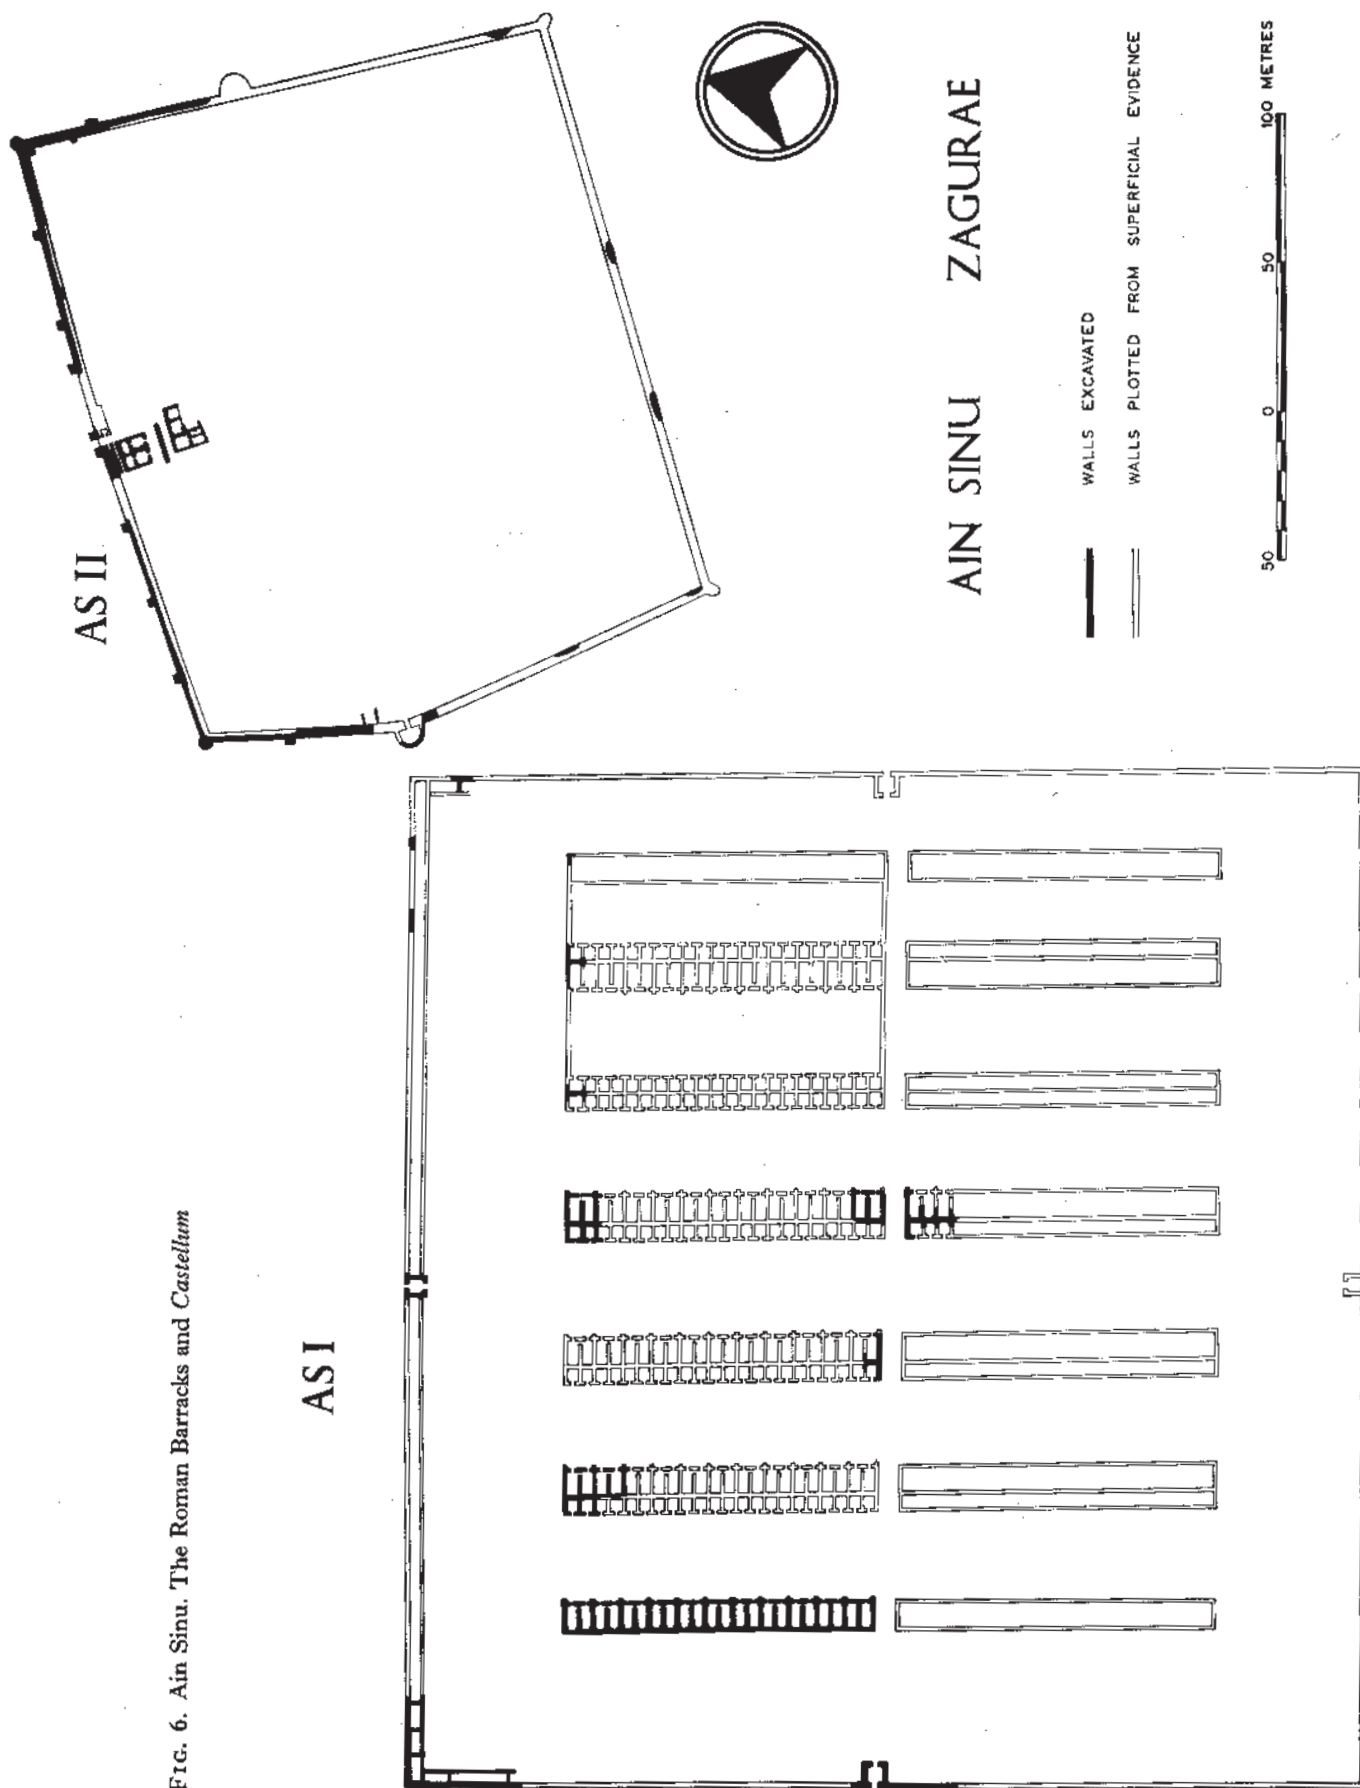 AS II
AIN SINU ZAGURAE
WALLS EXCAVATED
WALLS PLOTTED FROM SUPERFICIAL EVIDENCE
50 0 50 100 METRES
AS I
FIG. 6. Ain Sinu. The Roman Barracks and Castellum